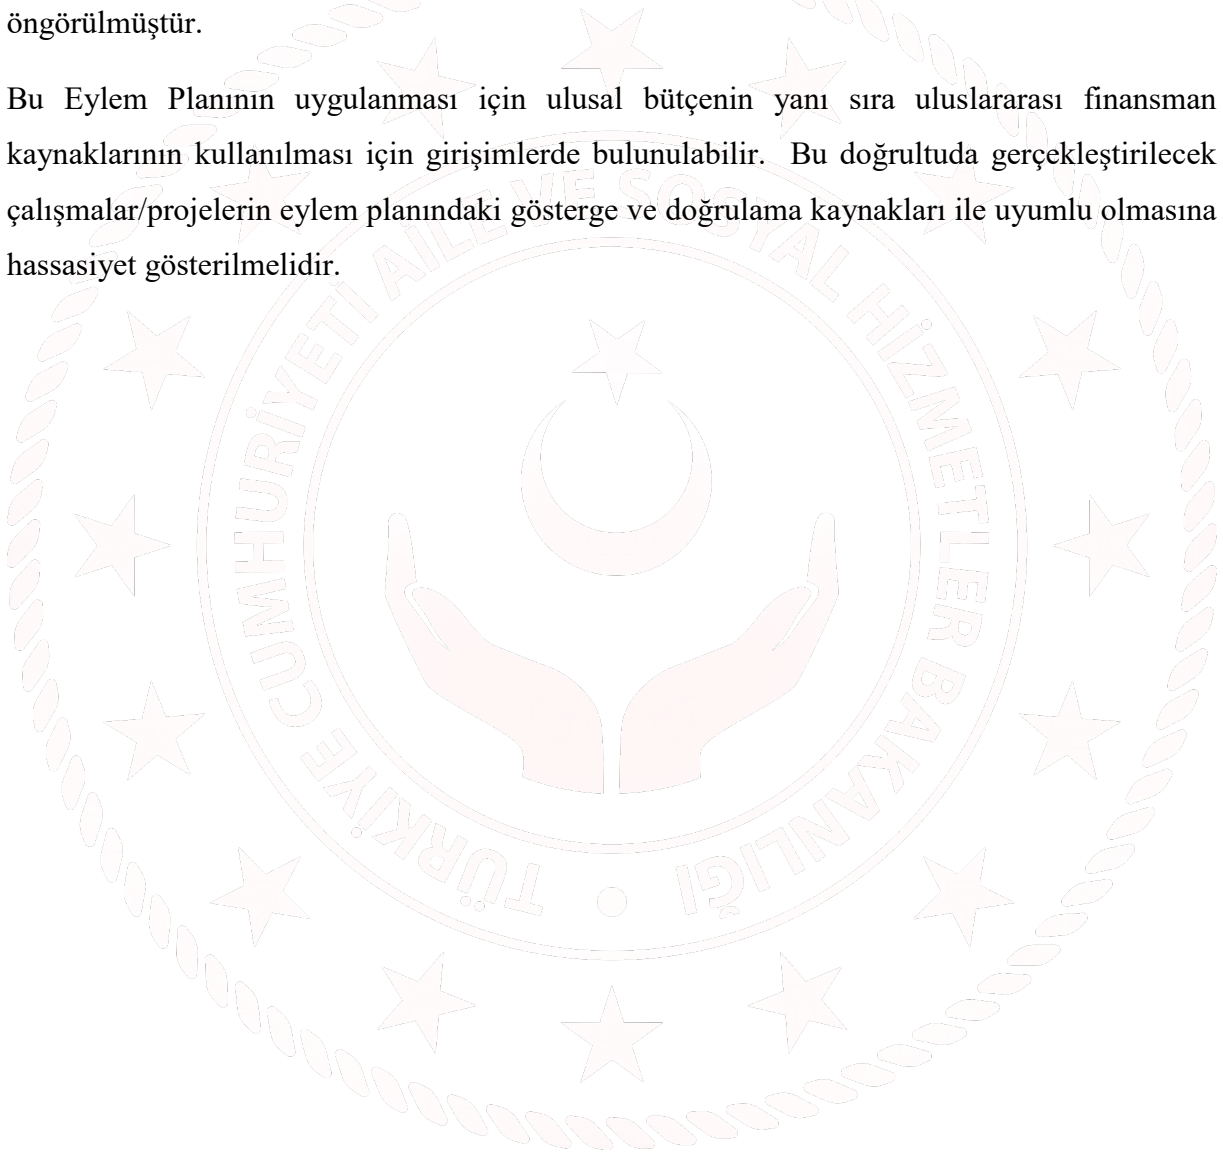 öngörülmüştür.
Bu Eylem Planının uygulanması için ulusal bütçenin yanı sıra uluslararası finansman
kaynaklarının kullanılması için girişimlerde bulunulabilir. Bu doğrultuda gerçekleştirilecek
çalışmalar/projelerin eylem planındaki gösterge ve doğrulama kaynakları ile uyumlu olmasına
hassasiyet gösterilmelidir.
TÜRKİYE CUMHURİYETİ AİLE VE SOSYAL HİZMETLER BAKANLIĞI